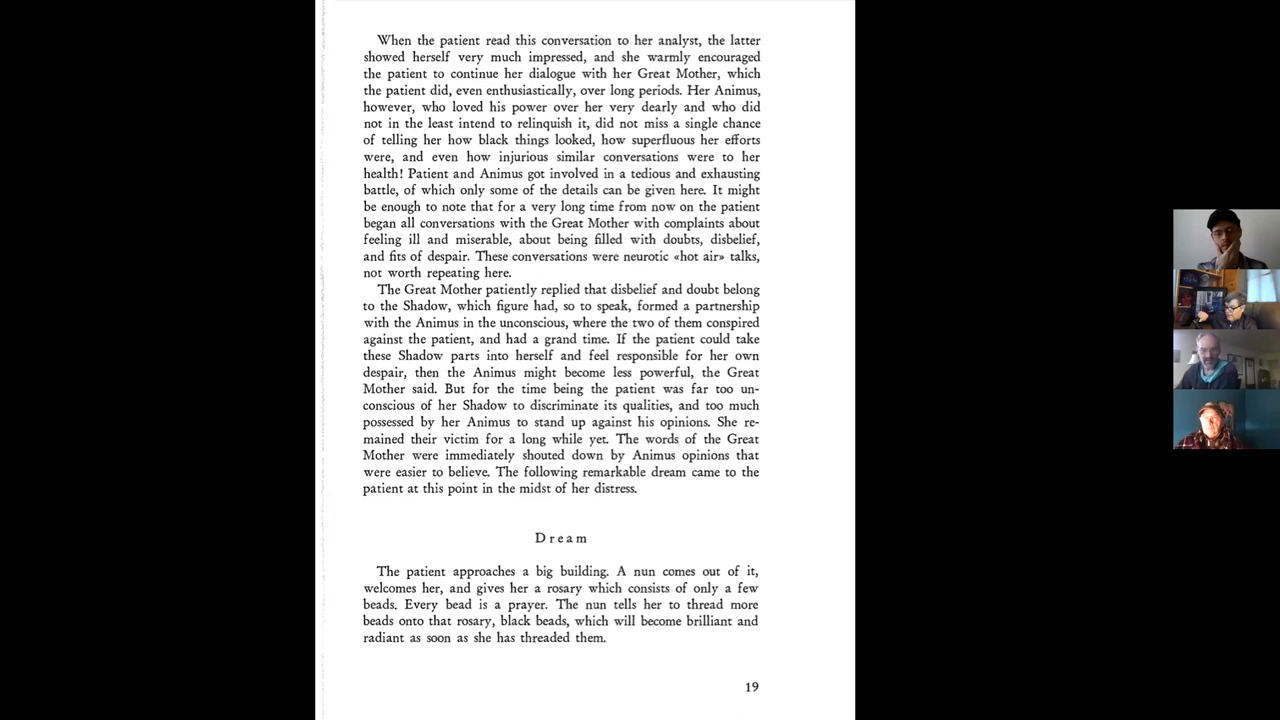 When the patient read this conversation to her analyst, the latter
showed herself very much impressed, and she warmly encouraged
the patient to continue her dialogue with her Great Mother, which
the patient did, even enthusiastically, over long periods. Her Animus,
however, who loved his power over her very dearly and who did
not in the least intend to relinquish it, did not miss a single chance
of telling her how black things looked, how superfluous her efforts
were, and even how injurious similar conversations were to her
health! Patient and Animus got involved in a tedious and exhausting
battle, of which only some of the details can be given here. It might
be enough to note that for a very long time from now on the patient
began all conversations with the Great Mother with complaints about
feeling ill and miserable, about being filled with doubts, disbelief,
and fits of despair. These conversations were neurotic «hot air» talks,
not worth repeating here.
The Great Mother patiently replied that disbelief and doubt belong
to the Shadow, which figure had, so to speak, formed a partnership
with the Animus in the unconscious, where the two of them conspired
against the patient, and had a grand time. If the patient could take
these Shadow parts into herself and feel responsible for her own
despair, then the Animus might become less powerful, the Great
Mother said. But for the time being the patient was far too un-
conscious of her Shadow to discriminate its qualities, and too much
possessed by her Animus to stand up against his opinions. She re-
mained their victim for a long while yet. The words of the Great
Mother were immediately shouted down by Animus opinions that
were easier to believe. The following remarkable dream came to the
patient at this point in the midst of her distress.
Dream
The patient approaches a big building. A nun comes out of it,
welcomes her, and gives her a rosary which consists of only a few
beads. Every bead is a prayer. The nun tells her to thread more
beads onto that rosary, black beads, which will become brilliant and
radiant as soon as she has threaded them.
19